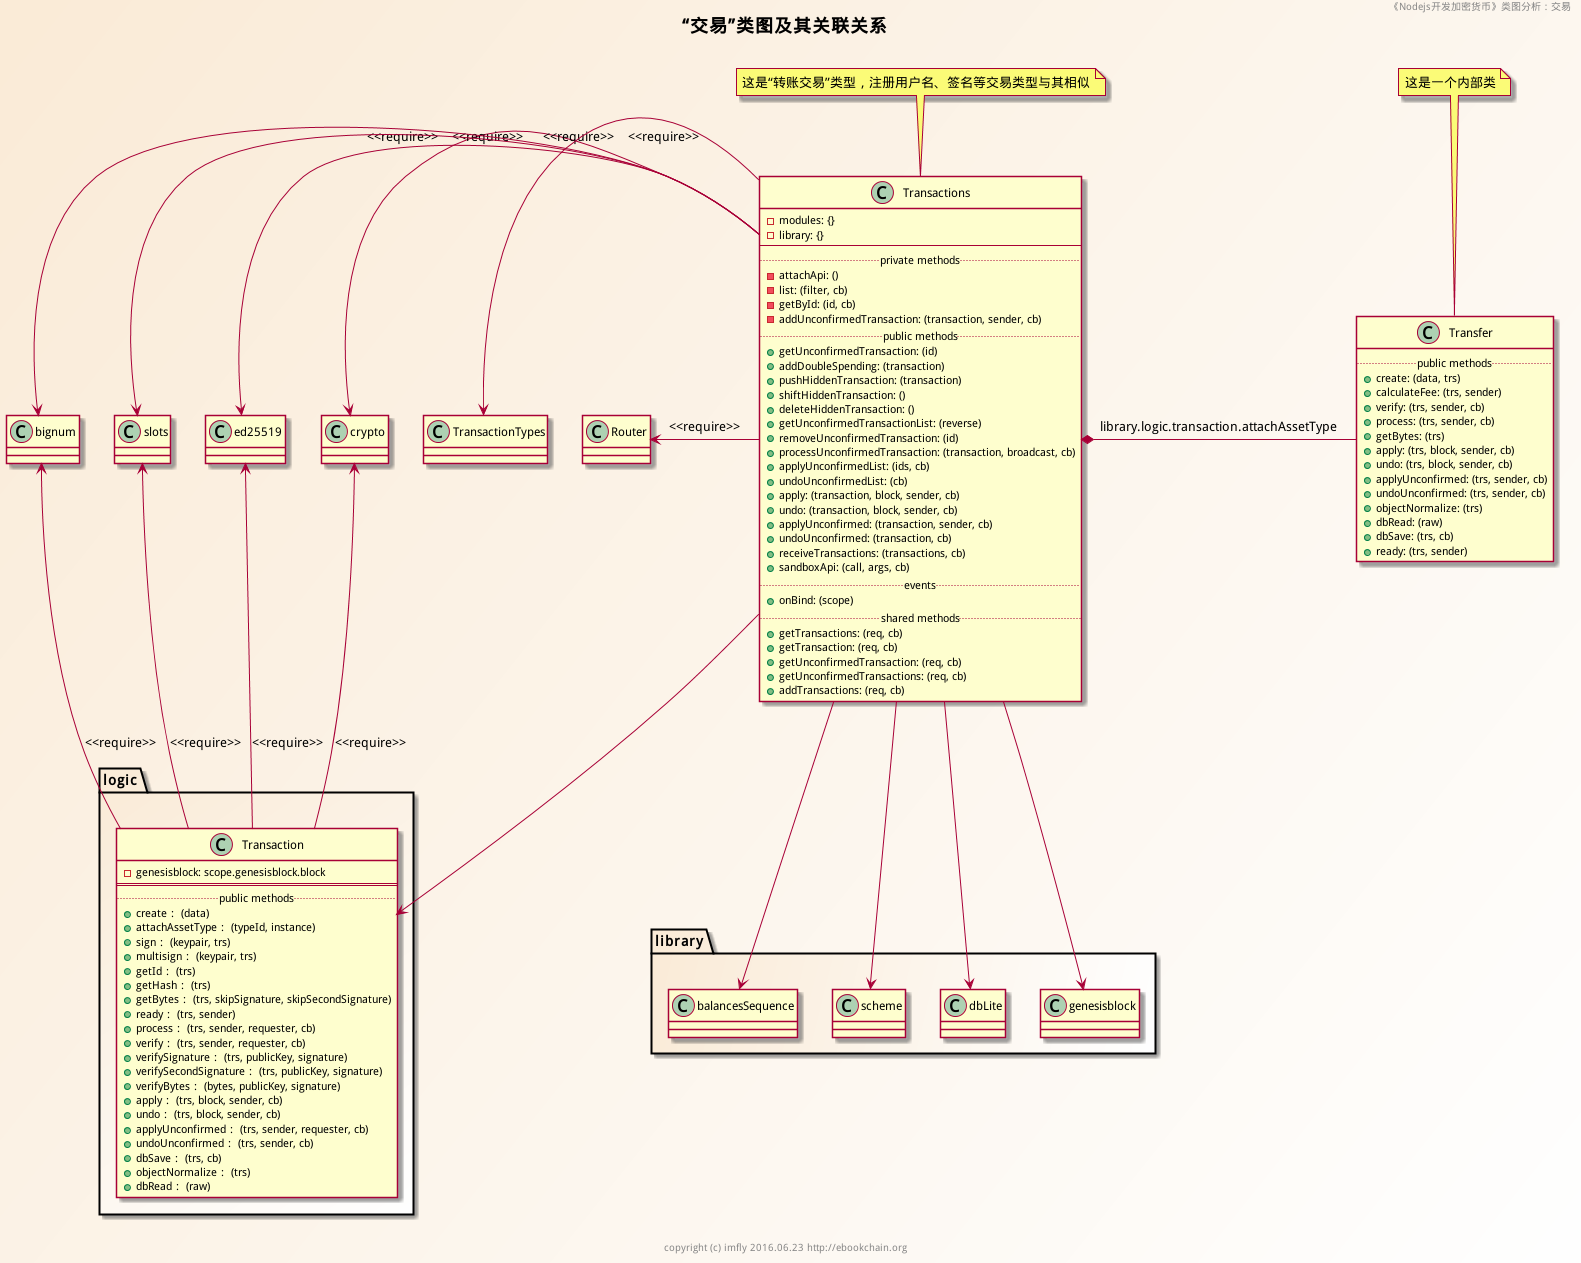 《Nodejs开发加密货币》类图分析：交易
“交易”类图及其关联关系
这是“转账交易”类型，注册用户名、签名等交易类型与其相似
这是一个内部类
<<require>>
<<require>>
<<require>>
<<require>>
Transactions
modules: {}
library: {}
private methods
attachApi: ()
list: (filter, cb)
getById: (id, cb)
addUnconfirmedTransaction: (transaction, sender, cb)
public methods
getUnconfirmedTransaction: (id)
addDoubleSpending: (transaction)
pushHiddenTransaction: (transaction)
shiftHiddenTransaction: ()
deleteHiddenTransaction: ()
getUnconfirmedTransactionList: (reverse)
removeUnconfirmedTransaction: (id)
processUnconfirmedTransaction: (transaction, broadcast, cb)
applyUnconfirmedList: (ids, cb)
undoUnconfirmedList: (cb)
apply: (transaction, block, sender, cb)
undo: (transaction, block, sender, cb)
applyUnconfirmed: (transaction, sender, cb)
undoUnconfirmed: (transaction, cb)
receiveTransactions: (transactions, cb)
sandboxApi: (call, args, cb)
events
onBind: (scope)
shared methods
getTransactions: (req, cb)
getTransaction: (req, cb)
getUnconfirmedTransaction: (req, cb)
getUnconfirmedTransactions: (req, cb)
addTransactions: (req, cb)
Transfer
public methods
create: (data, trs)
calculateFee: (trs, sender)
verify: (trs, sender, cb)
process: (trs, sender, cb)
getBytes: (trs)
apply: (trs, block, sender, cb)
undo: (trs, block, sender, cb)
applyUnconfirmed: (trs, sender, cb)
undoUnconfirmed: (trs, sender, cb)
objectNormalize: (trs)
dbRead: (raw)
dbSave: (trs, cb)
ready: (trs, sender)
library.logic.transaction.attachAssetType
<<require>>
C bignum
C slots
C ed25519
C crypto
C TransactionTypes
C Router
<<require>>
<<require>>
<<require>>
<<require>>
logic
C Transaction
genesisblock: scope.genesisblock.block
public methods
create： (data)
attachAssetType： (typeId, instance)
sign： (keypair, trs)
multisign： (keypair, trs)
getId： (trs)
getHash： (trs)
getBytes： (trs, skipSignature, skipSecondSignature)
ready： (trs, sender)
process： (trs, sender, requester, cb)
verify： (trs, sender, requester, cb)
verifySignature： (trs, publicKey, signature)
verifySecondSignature： (trs, publicKey, signature)
verifyBytes： (bytes, publicKey, signature)
apply： (trs, block, sender, cb)
undo： (trs, block, sender, cb)
applyUnconfirmed： (trs, sender, requester, cb)
undoUnconfirmed： (trs, sender, cb)
dbSave： (trs, cb)
objectNormalize： (trs)
dbRead： (raw)
library
C balancesSequence
C scheme
C dbLite
C genesisblock
copyright (c) imfly 2016.06.23 http://ebookchain.org